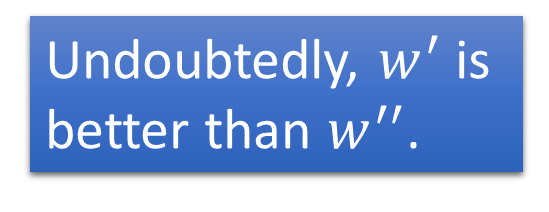 Undoubtedly, w′ is
better than w′′.